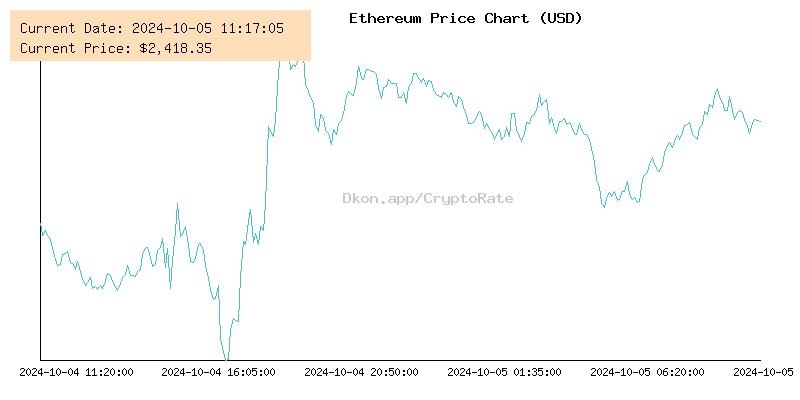 Ethereum Price Chart (USD)
Current Date: 2024-10-05 11:17:05
Current Price: $2,418.35
Dkon.app/CryptoRate
2024-10-04 11:20:00 2024-10-04 16:05:00 2024-10-04 20:50:00 2024-10-05 01:35:00 2024-10-05 06:20:00 2024-10-05